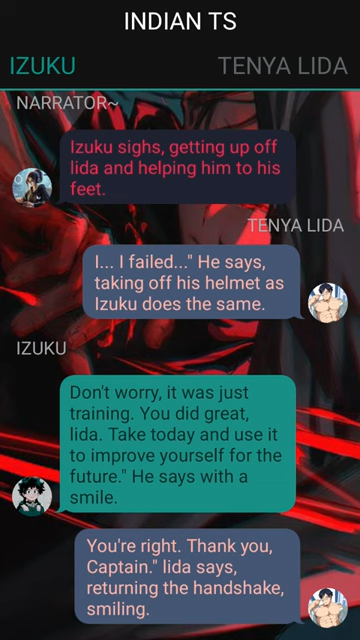 INDIAN TS
IZUKU
TENYA LIDA
NARRATOR~
Izuku sighs, getting up off
Iida and helping him to his
feet.
TENYA LIDA
I... I failed..." He says,
taking off his helmet as
Izuku does the same.
IZUKU
Don't worry, it was just
training. You did great,
Iida. Take today and use it
to improve yourself for the
future." He says with a
smile.
You're right. Thank you,
Captain." Iida says,
returning the handshake,
smiling.